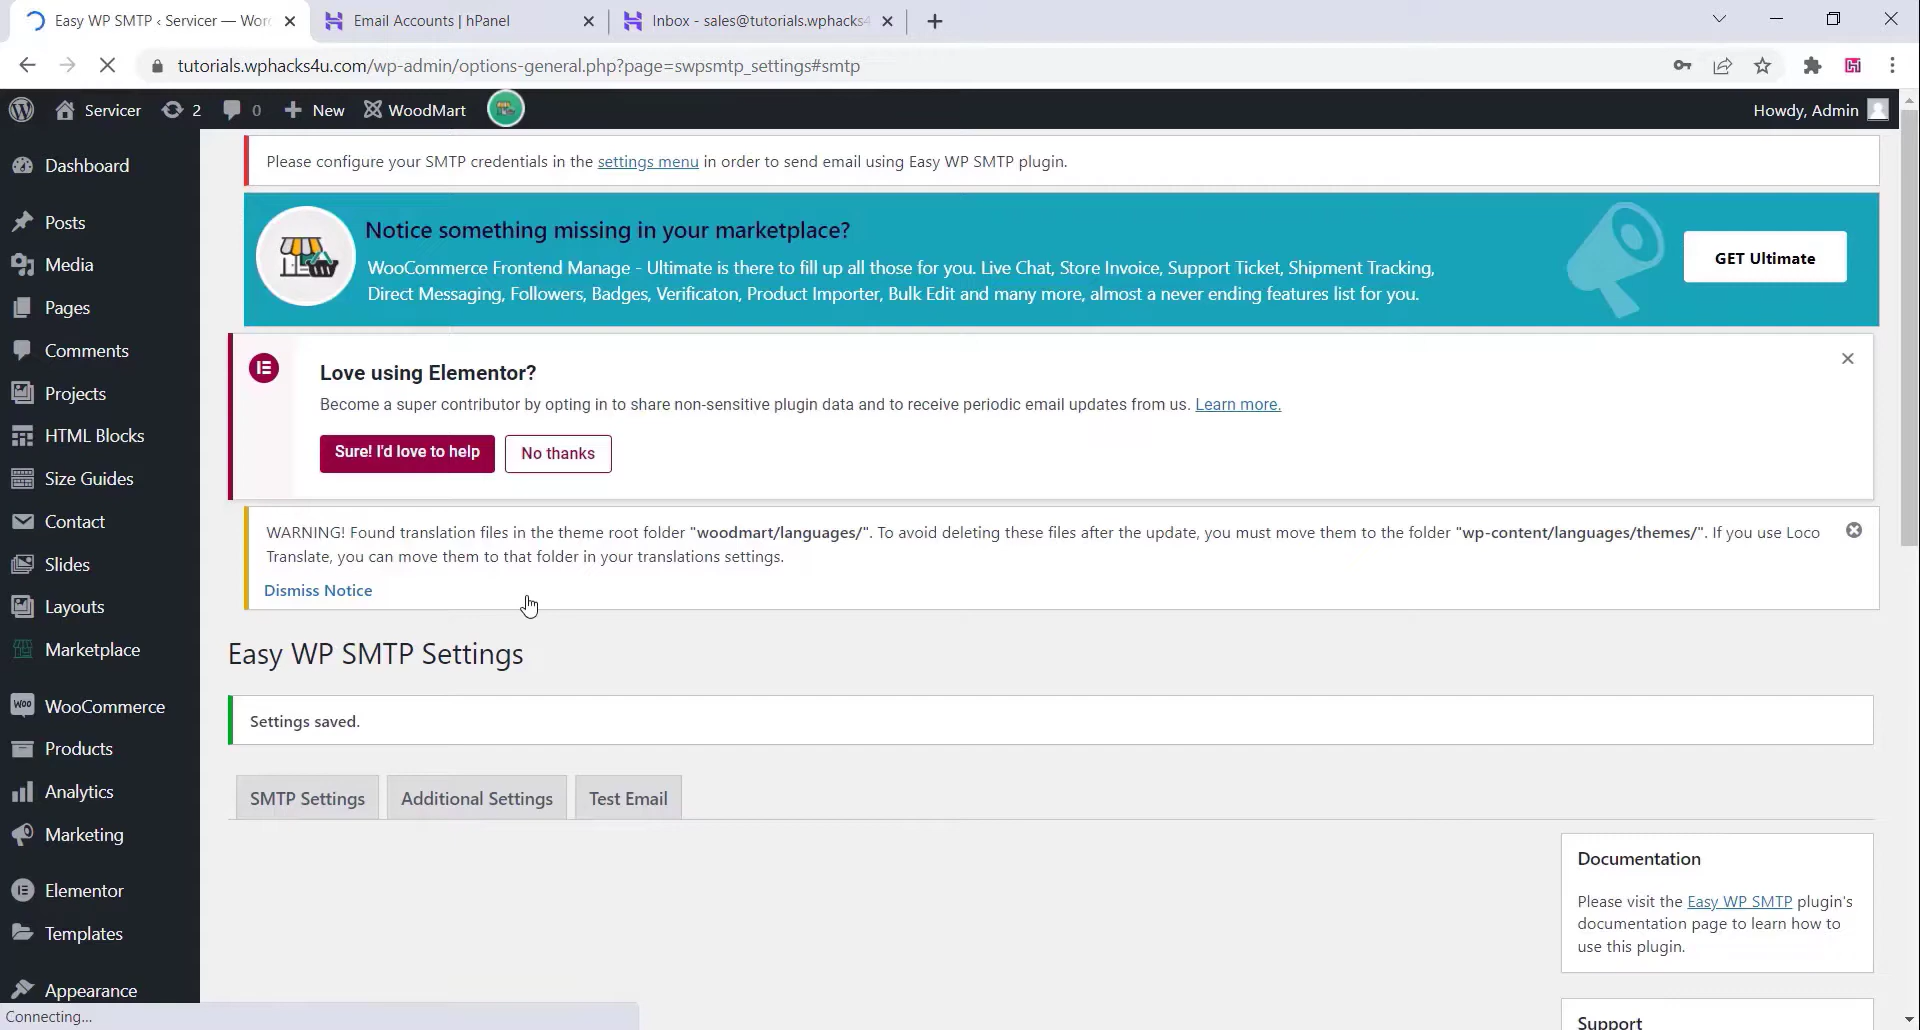 Easy WP SMTP ‹ Servicer — Wor
Email Accounts | hPanel
Inbox - sales@tutorials.wphacks4
tutorials.wphacks4u.com/wp-admin/options-general.php?page=swpsmtp_settings#smtp
Servicer
2
0
New
WoodMart
Howdy, Admin
Dashboard
Posts
Media
Pages
Comments
Projects
HTML Blocks
Size Guides
Contact
Slides
Layouts
Marketplace
Woo
WooCommerce
Products
Analytics
Marketing
Elementor
Templates
Appearance
Please configure your SMTP credentials in the settings menu in order to send email using Easy WP SMTP plugin.
Notice something missing in your marketplace?
WooCommerce Frontend Manage - Ultimate is there to fill up all those for you. Live Chat, Store Invoice, Support Ticket, Shipment Tracking,
Direct Messaging, Followers, Badges, Verificaton, Product Importer, Bulk Edit and many more, almost a never ending features list for you.
GET Ultimate
Love using Elementor?
Become a super contributor by opting in to share non-sensitive plugin data and to receive periodic email updates from us. Learn more.
Sure! I'd love to help
No thanks
WARNING! Found translation files in the theme root folder "woodmart/languages/". To avoid deleting these files after the update, you must move them to the folder "wp-content/languages/themes/". If you use Loco
Translate, you can move them to that folder in your translations settings.
Dismiss Notice
Easy WP SMTP Settings
Settings saved.
SMTP Settings
Additional Settings
Test Email
Documentation
Please visit the Easy WP SMTP plugin's
documentation page to learn how to
use this plugin.
Support
Connecting...